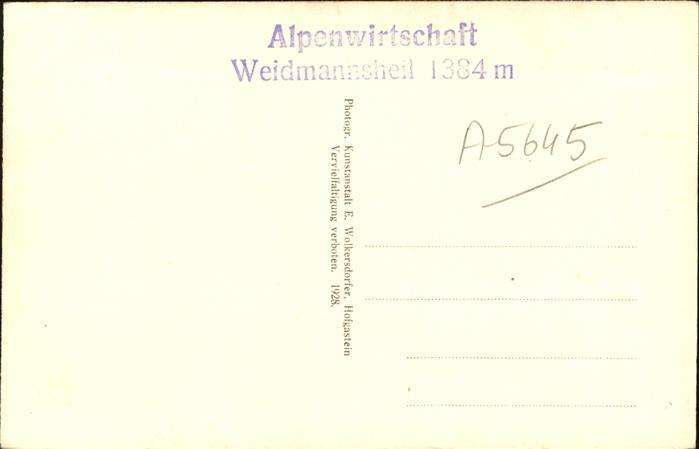 Alpenwirtschaft
Weidmannsheil 1384 m
Photogr. Kunstanstalt E. Wolkersdorfer, Hofgastein
Vervielfältigung verboten. 1928.
A5645